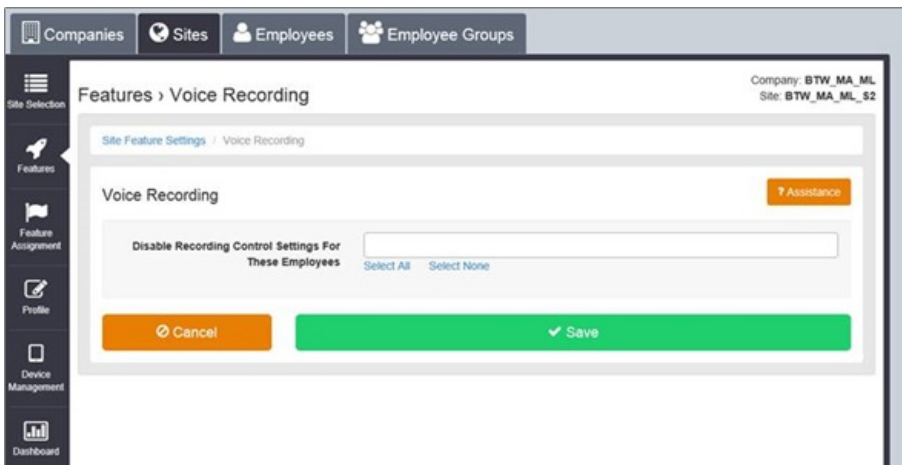 Companies
Sites
Employees
Employee Groups
Site Selection
Features
Feature
Assignment
Profile
Device
Management
Dashboard
Features › Voice Recording
Company: BTW_MA_ML
Site: BTW_MA_ML_S2
Site Feature Settings / Voice Recording
Voice Recording
? Assistance
Disable Recording Control Settings For
These Employees
Select All Select None
Cancel
Save